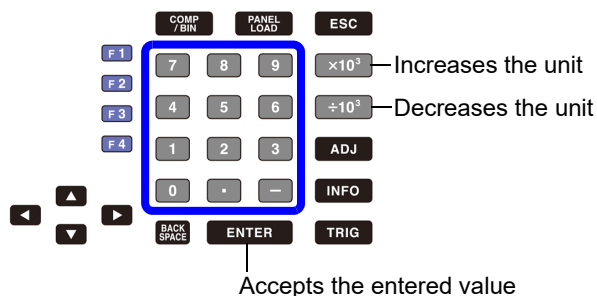 COMP
/BIN
PANEL
LOAD
ESC
F 1
7 8 9
×10³
Increases the unit
F 2
4 5 6
÷10³
Decreases the unit
F 3
F 4
1 2 3
ADJ
0 . −
INFO
BACK
SPACE
ENTER
TRIG
Accepts the entered value